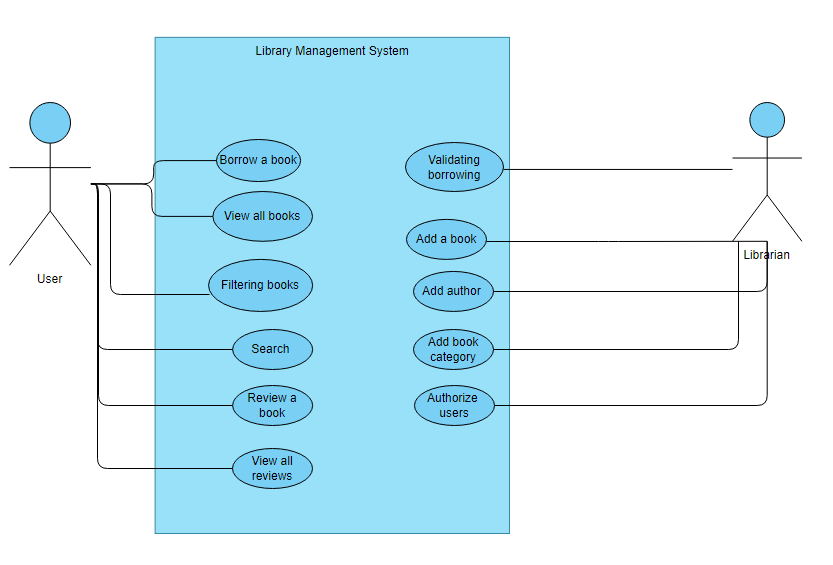 Library Management System
Borrow a book
View all books
Filtering books
Search
Review a
book
View all
reviews
Validating
borrowing
Add a book
Add author
Add book
category
Authorize
users
User
Librarian